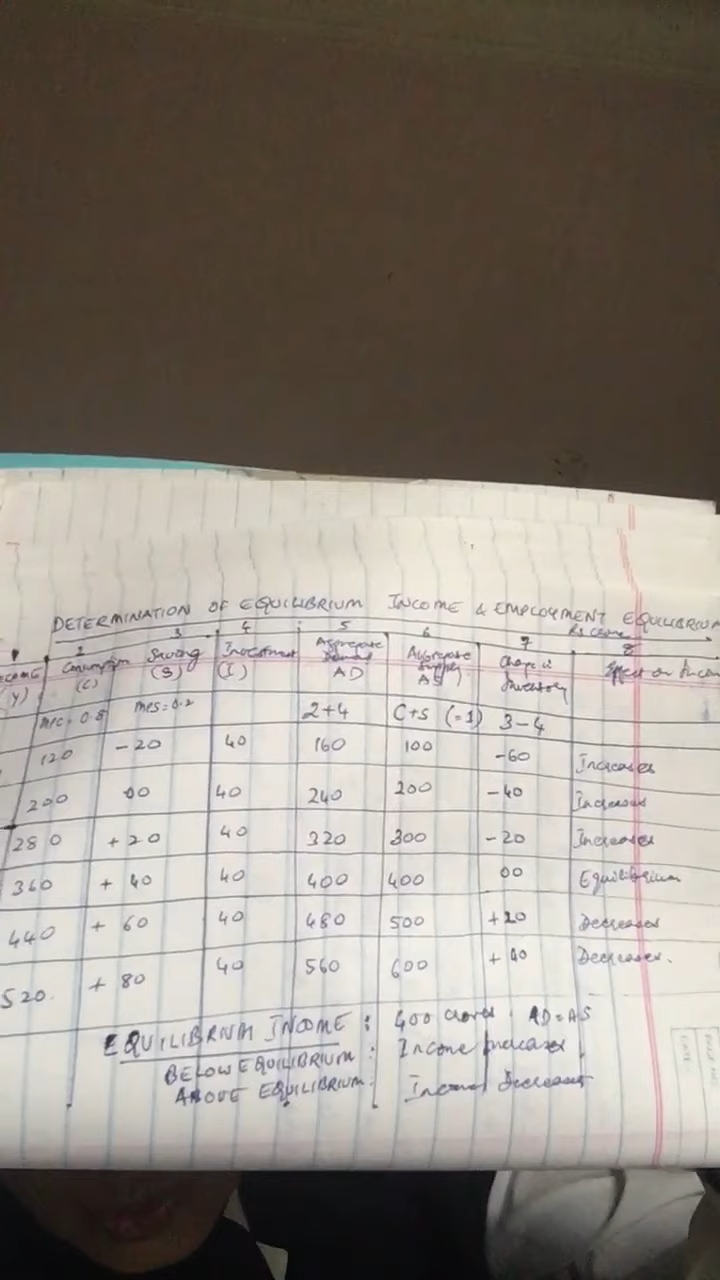 DETERMINATION OF EQUILIBRIUM INCOME & EMPLOYMENT EQUILIBRIUM
Rs crores
2 3 4 5 6 7 8
(Y) Consumption (C) Saving (S) Investment (I) Aggregate Demand AD Aggregate Supply AS Change in Inventory Effect on
MPC = 0.8 MPS = 0.2 2+4 C+S (=1) 3-4
120 -20 40 160 100 -60 Increases
200 00 40 240 200 -40 Increases
280 +20 40 320 300 -20 Increases
360 +40 40 400 400 00 Equilibrium
440 +60 40 480 500 +20 Decreases
520 +80 40 560 600 +40 Decreases.
EQUILIBRIUM INCOME : 400 crores AD=AS
BELOW EQUILIBRIUM : Income Increases
ABOVE EQUILIBRIUM : Income Decreases